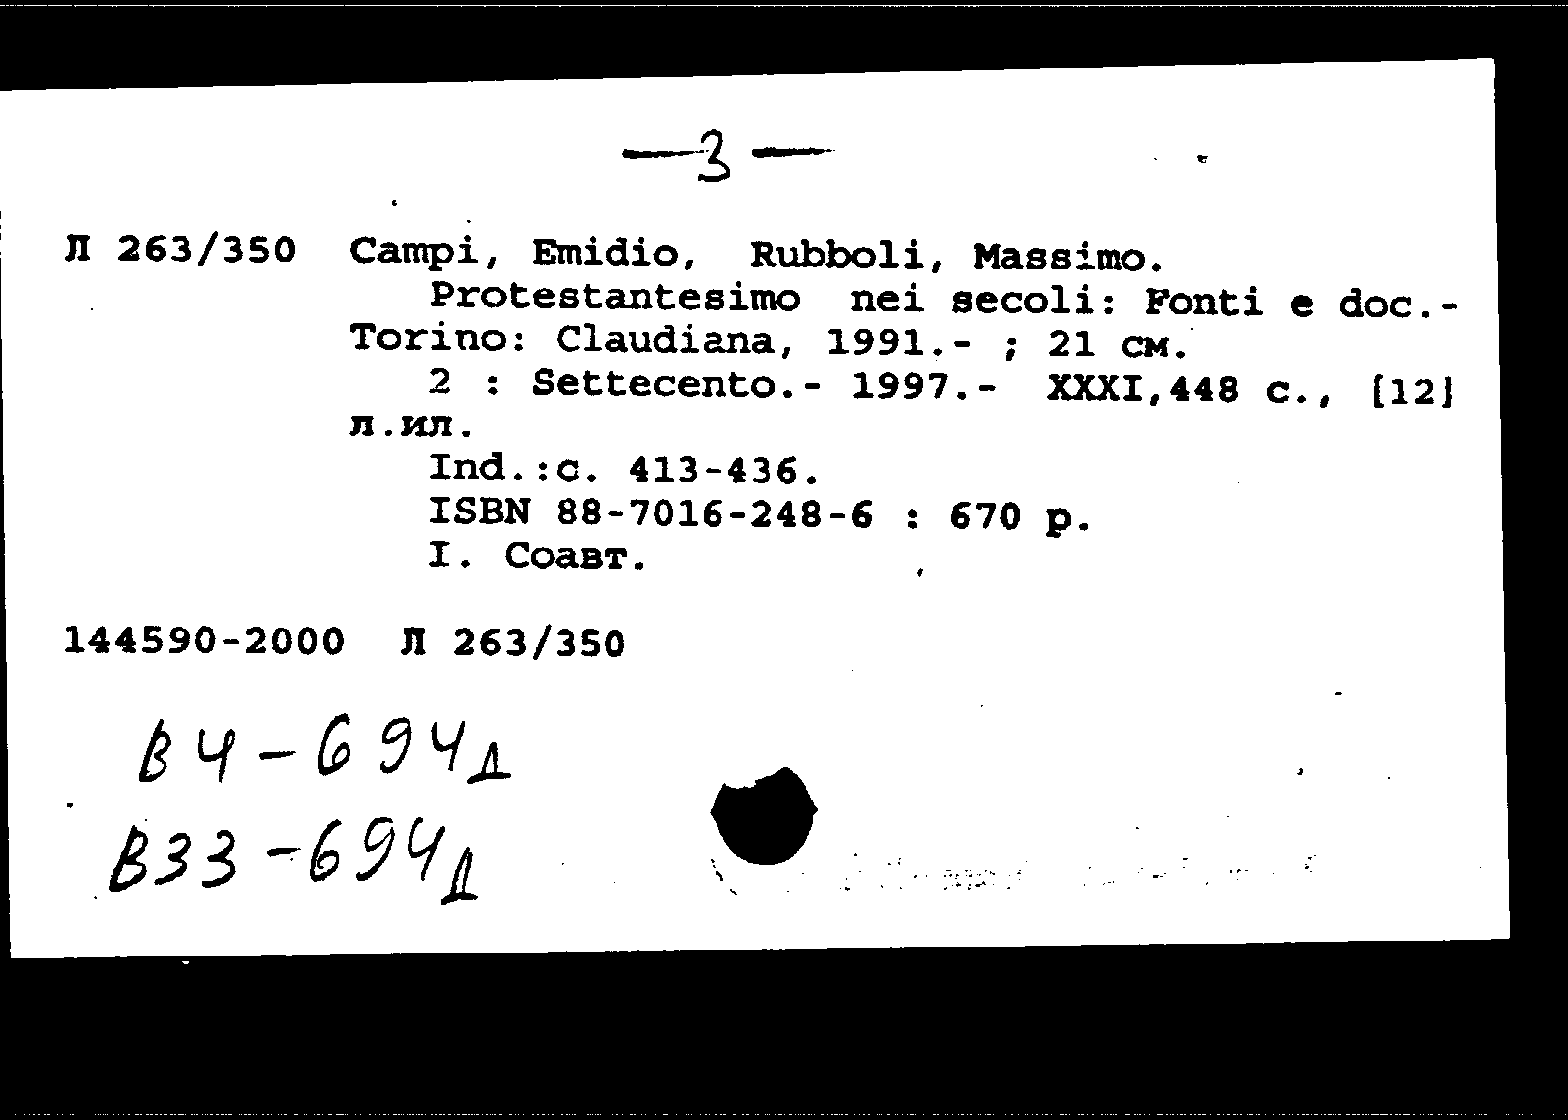 —3—
Л 263/350 Campi, Emidio, Rubboli, Massimo.
Protestantesimo nei secoli: Fonti e doc.-
Torino: Claudiana, 1991.- ; 21 см.
2 : Settecento.- 1997.- XXXI,448 с., [12]
л.ил.
Ind.:с. 413-436.
ISBN 88-7016-248-6 : 670 р.
I. Соавт.
144590-2000 Л 263/350
В4-694д
В33-694д